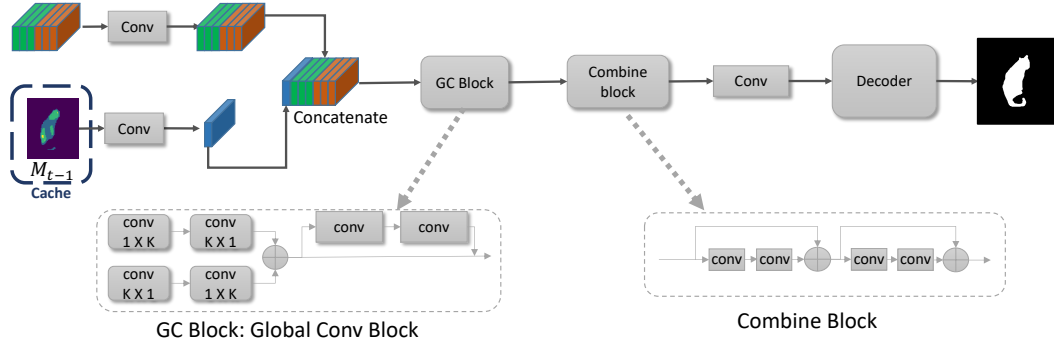 Conv
Concatenate
GC Block
Combine
block
Conv
Decoder
M_{t-1}
Cache
Conv
conv
1 X K
conv
K X 1
conv
conv
conv
K X 1
conv
1 X K
conv
conv
conv
conv
GC Block: Global Conv Block
Combine Block